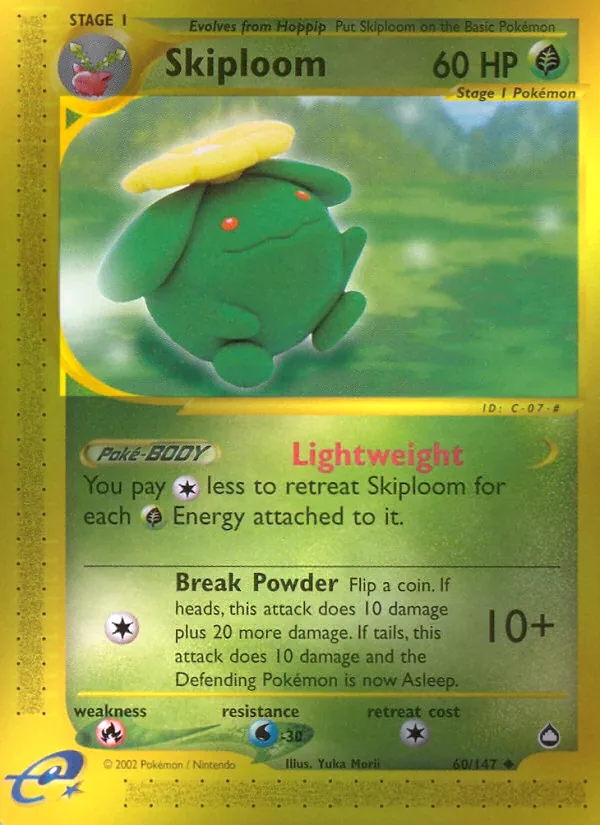 STAGE 1
Evolves from Hoppip Put Skiploom on the Basic Pokémon
Skiploom
60 HP
Stage 1 Pokémon
ID: C-07-#
Poké-BODY Lightweight
You pay less to retreat Skiploom for
each Energy attached to it.
Break Powder Flip a coin. If
heads, this attack does 10 damage
plus 20 more damage. If tails, this
attack does 10 damage and the
Defending Pokémon is now Asleep.
10+
weakness resistance retreat cost
-30
© 2002 Pokémon / Nintendo Illus. Yuka Morii 60/147
e